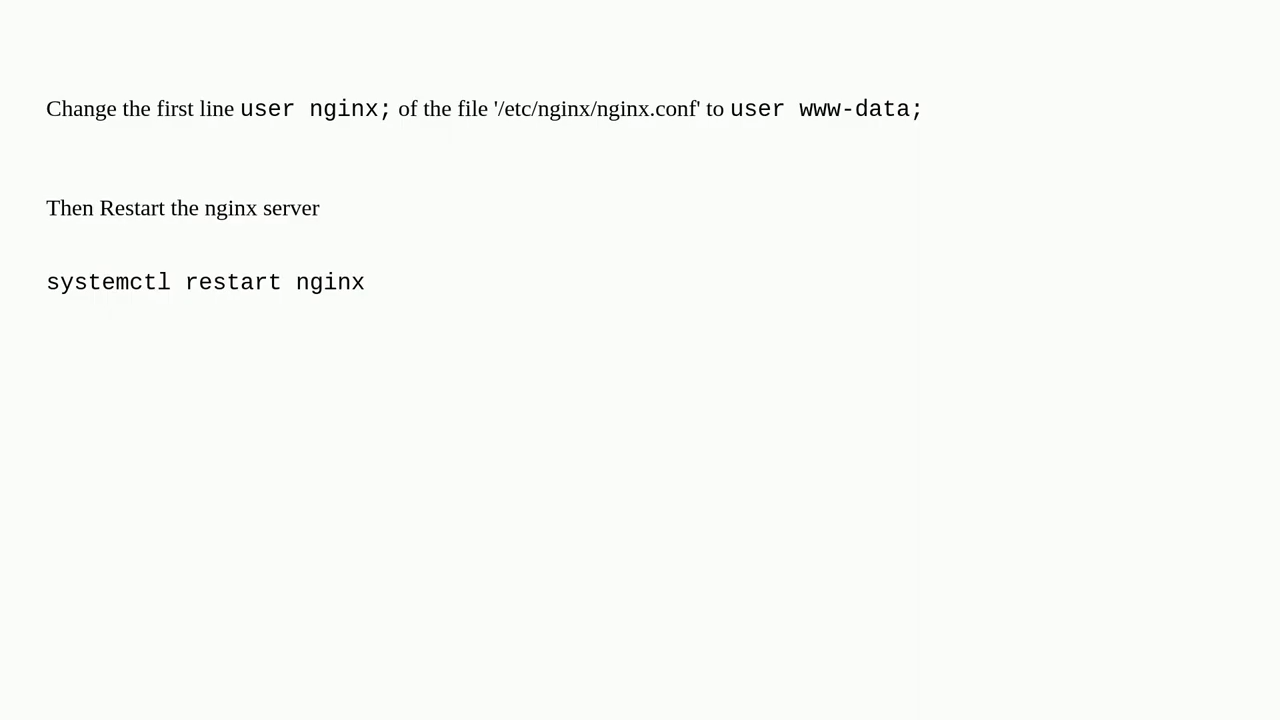 Change the first line user nginx; of the file '/etc/nginx/nginx.conf' to user www-data;
Then Restart the nginx server
systemctl restart nginx